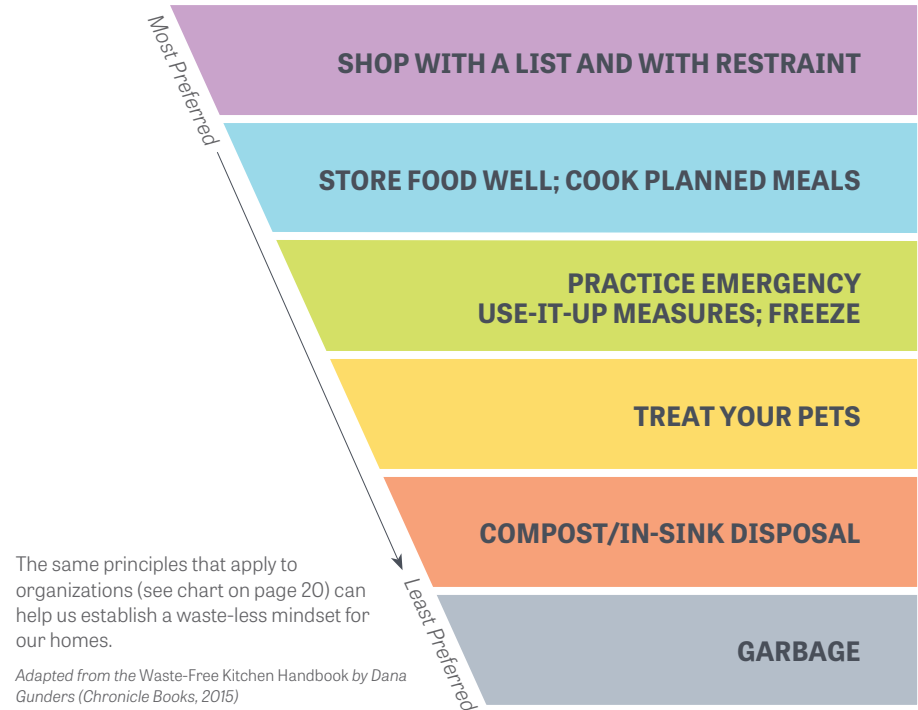 Most Preferred
SHOP WITH A LIST AND WITH RESTRAINT
STORE FOOD WELL; COOK PLANNED MEALS
PRACTICE EMERGENCY
USE-IT-UP MEASURES; FREEZE
TREAT YOUR PETS
COMPOST/IN-SINK DISPOSAL
Least Preferred
GARBAGE
The same principles that apply to
organizations (see chart on page 20) can
help us establish a waste-less mindset for
our homes.
Adapted from the Waste-Free Kitchen Handbook by Dana
Gunders (Chronicle Books, 2015)